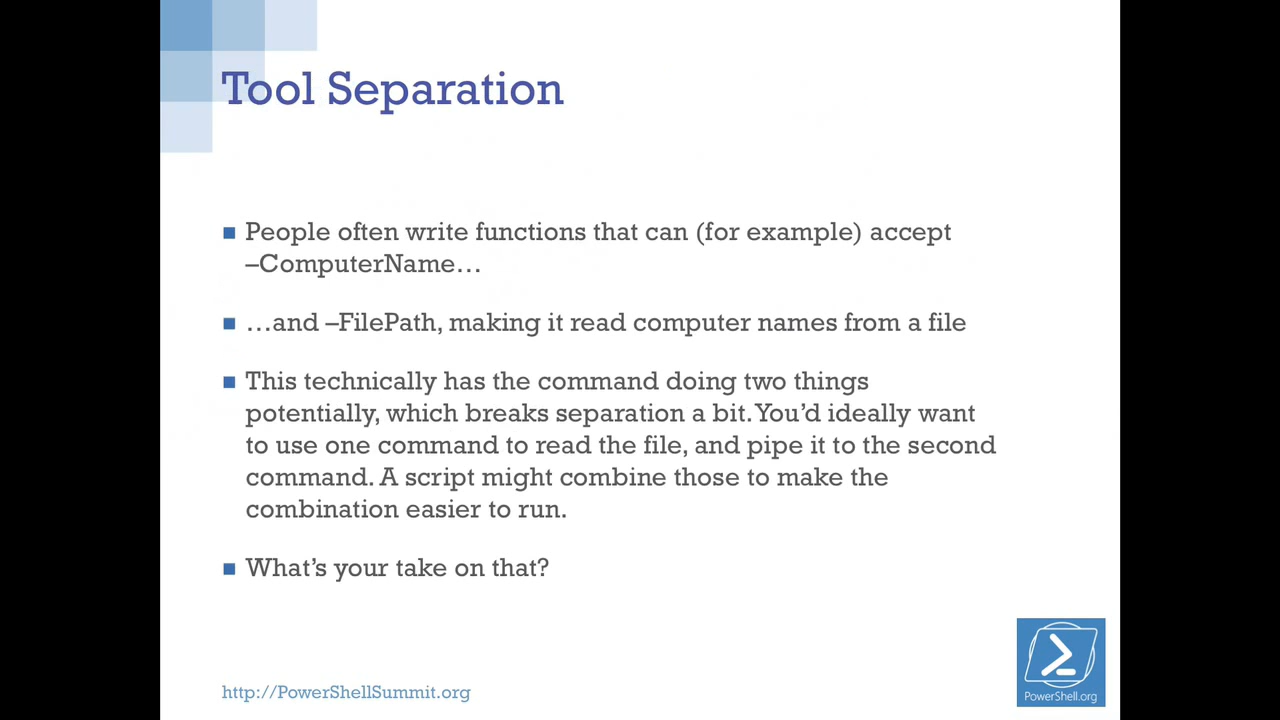 Tool Separation
People often write functions that can (for example) accept
–ComputerName…
…and –FilePath, making it read computer names from a file
This technically has the command doing two things
potentially, which breaks separation a bit. You’d ideally want
to use one command to read the file, and pipe it to the second
command. A script might combine those to make the
combination easier to run.
What’s your take on that?
http://PowerShellSummit.org
PowerShell.org